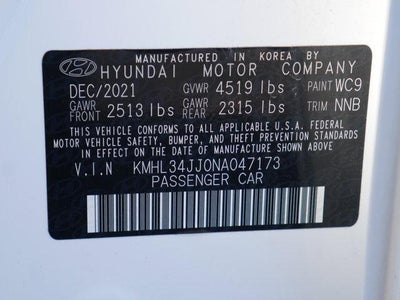 MANUFACTURED IN KOREA BY
HYUNDAI MOTOR COMPANY
DEC/2021 GVWR 4519 lbs PAINT WC9
GAWR FRONT 2513 lbs GAWR REAR 2315 lbs TRIM NNB
THIS VEHICLE CONFORMS TO ALL APPLICABLE U.S.A FEDERAL
MOTOR VEHICLE SAFETY, BUMPER, AND THEFT
PREVENTION STANDARDS IN EFFECT ON THE
DATE OF MANUFACTURE SHOWN ABOVE
V.I.N KMHL34JJ0NA047173
PASSENGER CAR